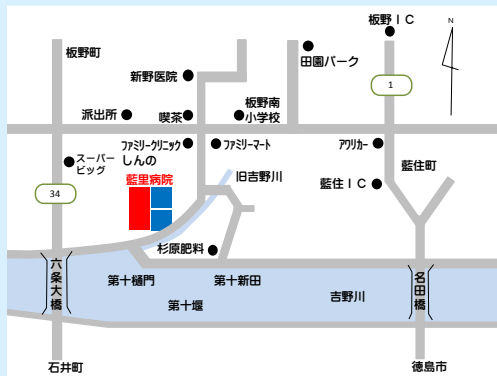 板野IC
N
板野町
田園パーク
新野医院
1
板野南
小学校
派出所
喫茶
ファミリークリニック
しんの
ファミリーマート
アワリカー
藍住町
スーパー
ビッグ
藍里病院
旧吉野川
藍住IC
34
杉原肥料
六条大橋
第十樋門
第十新田
吉野川
名田橋
第十堰
石井町
徳島市